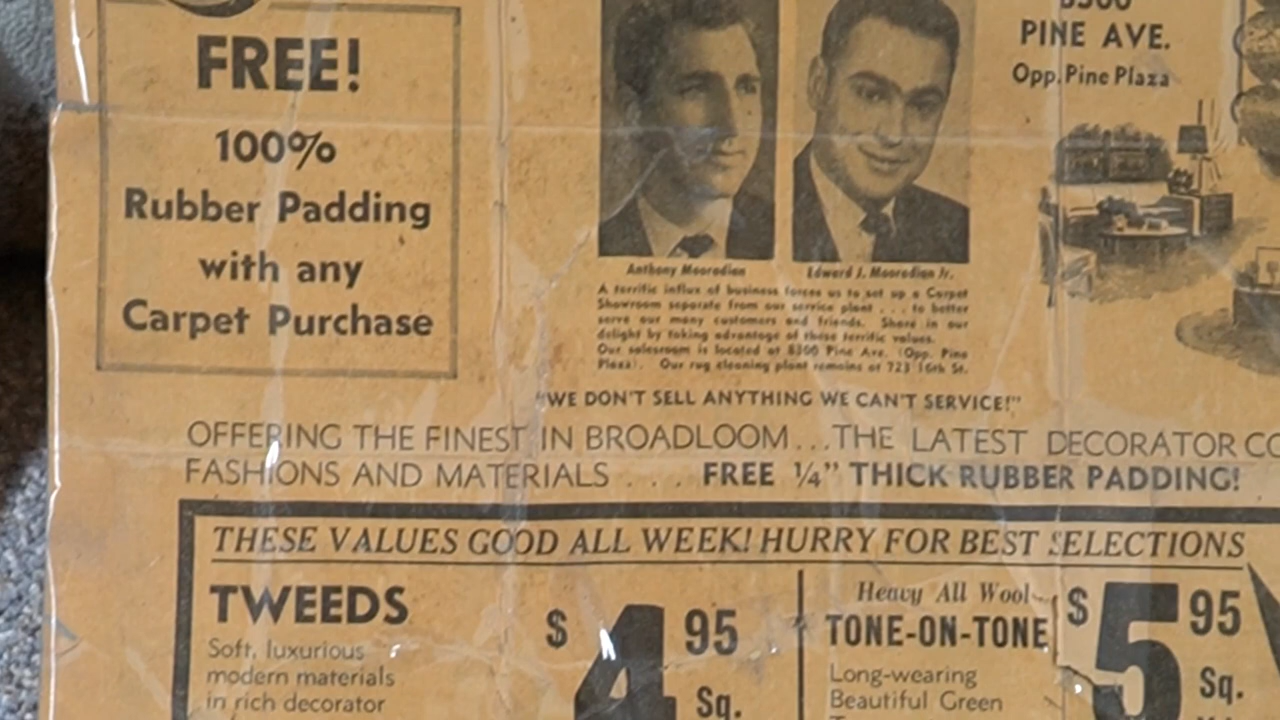 FREE!
100%
Rubber Padding
with any
Carpet Purchase
8300
PINE AVE.
Opp. Pine Plaza
Anthony Mooradian
Edward J. Mooradian Jr.
A terrific influx of business forces us to set up a Carpet
Showroom separate from our service plant . . . to better
serve our many customers and friends. Share in our
delight by taking advantage of these terrific values.
Our salesroom is located at 8300 Pine Ave. (Opp. Pine
Plaza). Our rug cleaning plant remains at 723 16th St.
"WE DON'T SELL ANYTHING WE CAN'T SERVICE!"
OFFERING THE FINEST IN BROADLOOM...THE LATEST DECORATOR CO
FASHIONS AND MATERIALS . . . . FREE ¼" THICK RUBBER PADDING!
THESE VALUES GOOD ALL WEEK! HURRY FOR BEST SELECTIONS
TWEEDS
Soft, luxurious
modern materials
in rich decorator
$4 95
Sq.
Heavy All Wool
TONE-ON-TONE
Long-wearing
Beautiful Green
$5 95
Sq.